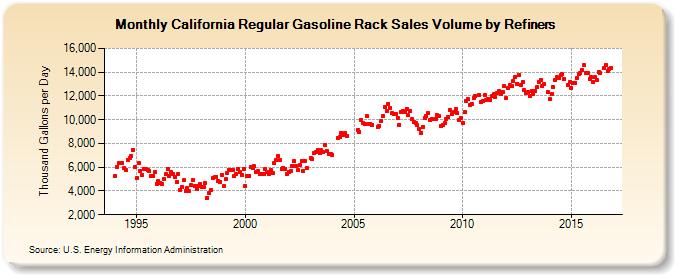 Monthly California Regular Gasoline Rack Sales Volume by Refiners
Thousand Gallons per Day
16,000
14,000
12,000
10,000
8,000
6,000
4,000
2,000
1995 2000 2005 2010 2015
Source: U.S. Energy Information Administration